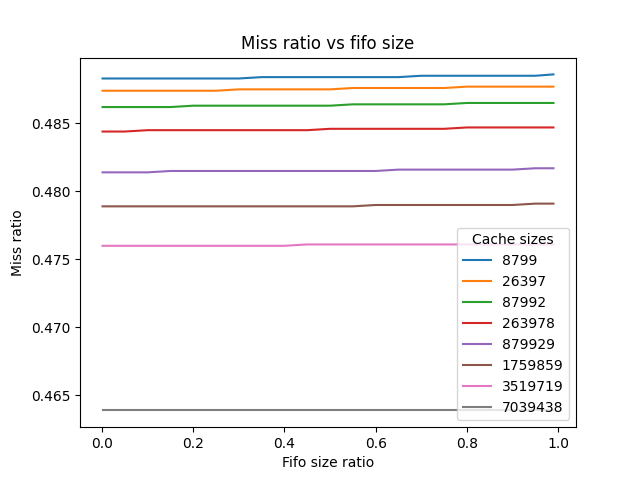 Miss ratio vs fifo size
Miss ratio
0.485
0.480
0.475
0.470
0.465
0.0 0.2 0.4 0.6 0.8 1.0
Fifo size ratio
Cache sizes
8799
26397
87992
263978
879929
1759859
3519719
7039438